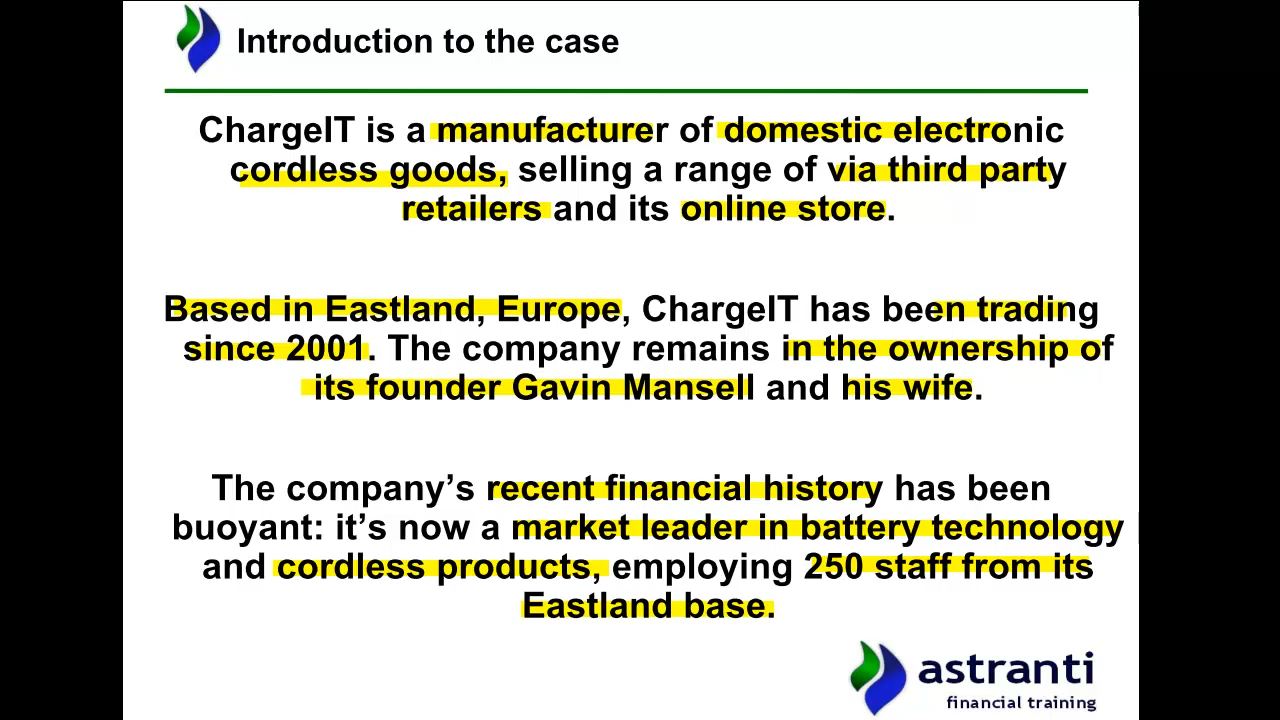 Introduction to the case
ChargeIT is a manufacturer of domestic electronic
cordless goods, selling a range of via third party
retailers and its online store.
Based in Eastland, Europe, ChargeIT has been trading
since 2001. The company remains in the ownership of
its founder Gavin Mansell and his wife.
The company’s recent financial history has been
buoyant: it’s now a market leader in battery technology
and cordless products, employing 250 staff from its
Eastland base.
astranti
financial training